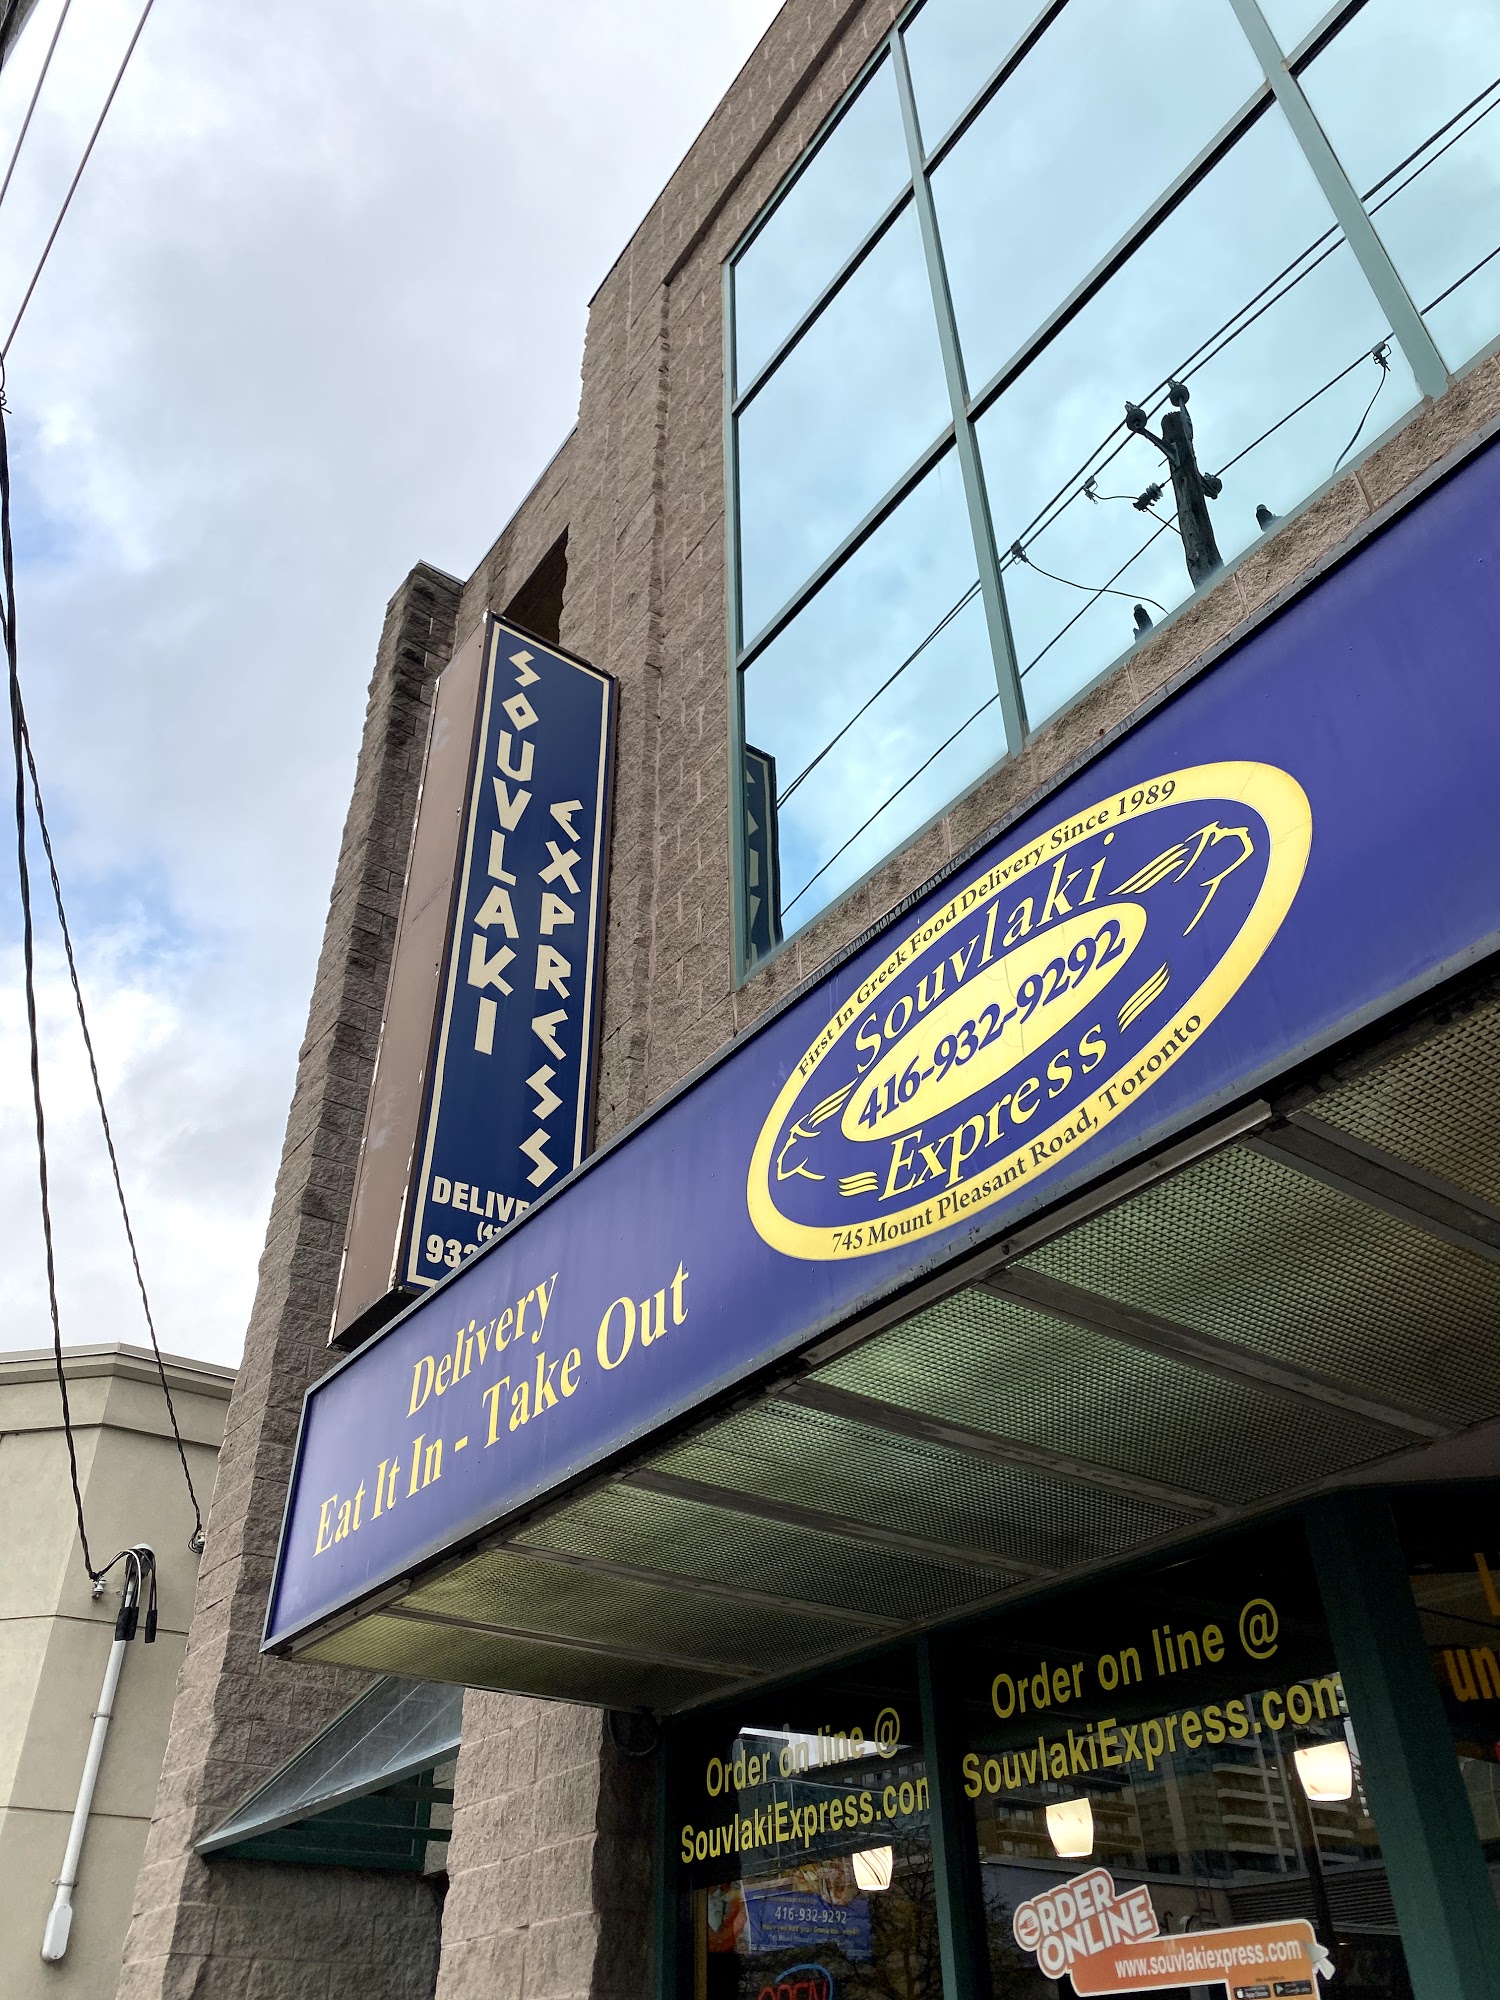 SOUVLAKI
EXPRESS
First In Greek Food Delivery Since 1989
Souvlaki
416-932-9292
Express
745 Mount Pleasant Road, Toronto
Delivery
Eat It In - Take Out
Order on line @
SouvlakiExpress.com
Order on line @
SouvlakiExpress.com
416-932-9292
OPEN
ORDER
ONLINE
www.souvlakiexpress.com